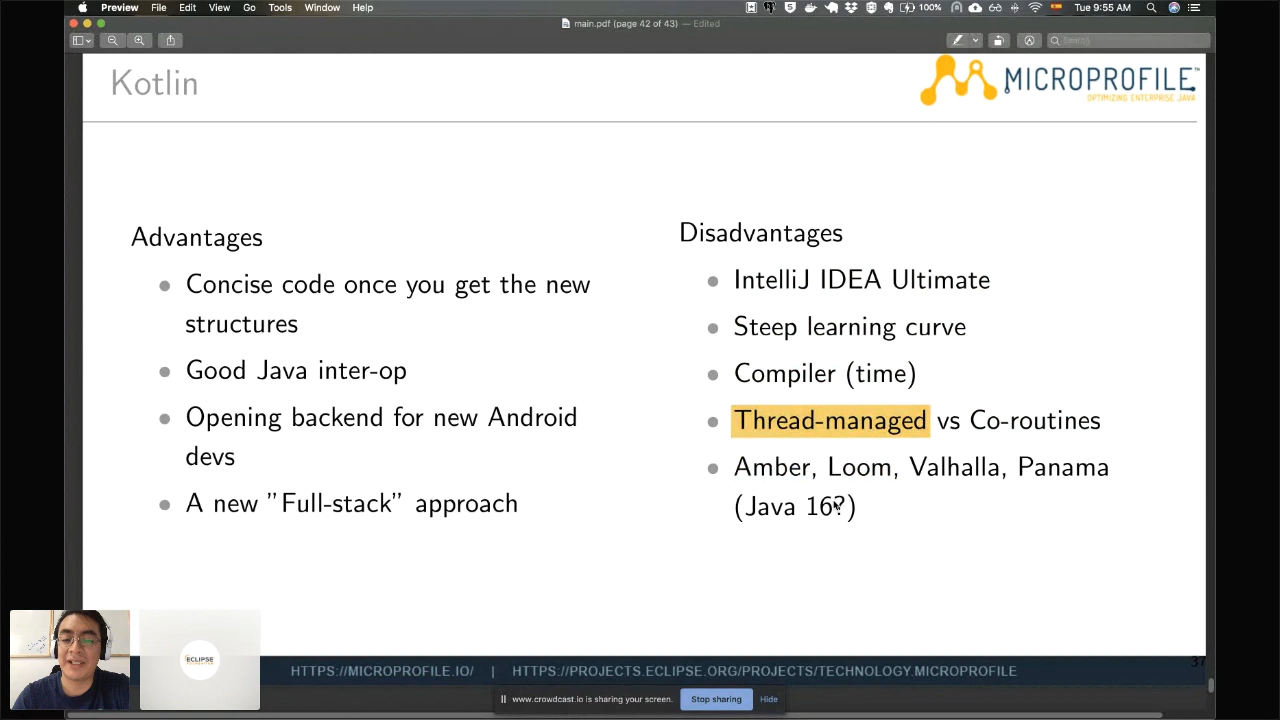 Preview File Edit View Go Tools Window Help
100% Tue 9:55 AM
main.pdf (page 42 of 43) — Edited
Search
Kotlin
MICROPROFILE™
OPTIMIZING ENTERPRISE JAVA
Advantages
Concise code once you get the new
structures
Good Java inter-op
Opening backend for new Android
devs
A new ”Full-stack” approach
Disadvantages
IntelliJ IDEA Ultimate
Steep learning curve
Compiler (time)
Thread-managed vs Co-routines
Amber, Loom, Valhalla, Panama
(Java 16?)
ECLIPSE
FOUNDATION
HTTPS://MICROPROFILE.IO/ | HTTPS://PROJECTS.ECLIPSE.ORG/PROJECTS/TECHNOLOGY.MICROPROFILE
37
www.crowdcast.io is sharing your screen. Stop sharing Hide